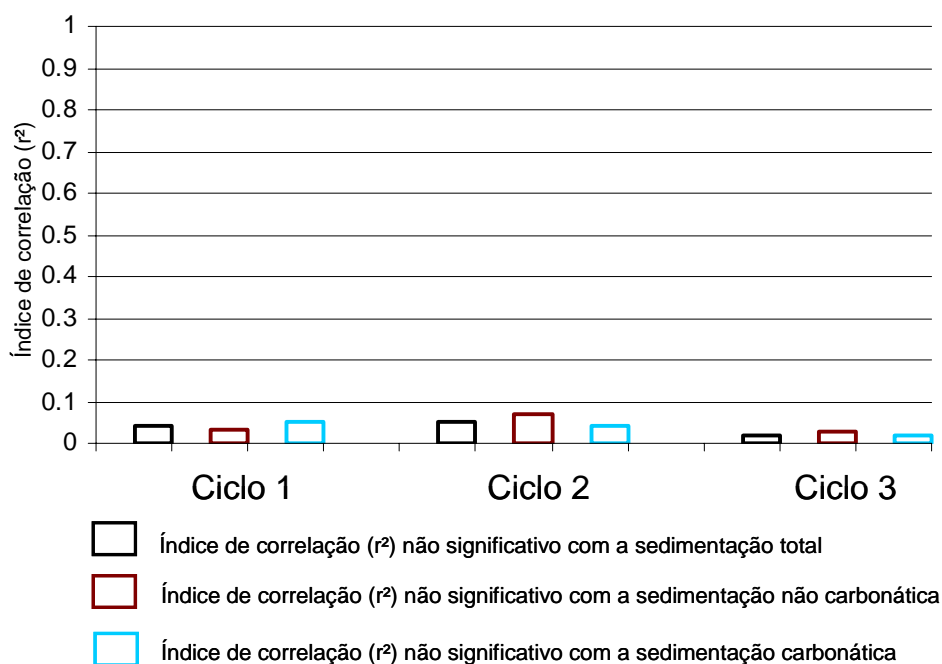 Índice de correlação (r²)
1
0.9
0.8
0.7
0.6
0.5
0.4
0.3
0.2
0.1
0
Ciclo 1 Ciclo 2 Ciclo 3
Índice de correlação (r²) não significativo com a sedimentação total
Índice de correlação (r²) não significativo com a sedimentação não carbonática
Índice de correlação (r²) não significativo com a sedimentação carbonática